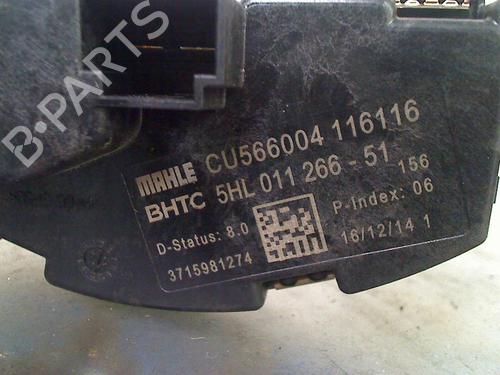 B-PARTS
MAHLE CU566004 116116
BHTC 5HL 011 266-51 156
D-Status: 8.0 P-Index: 06
3715981274 16/12/14 1